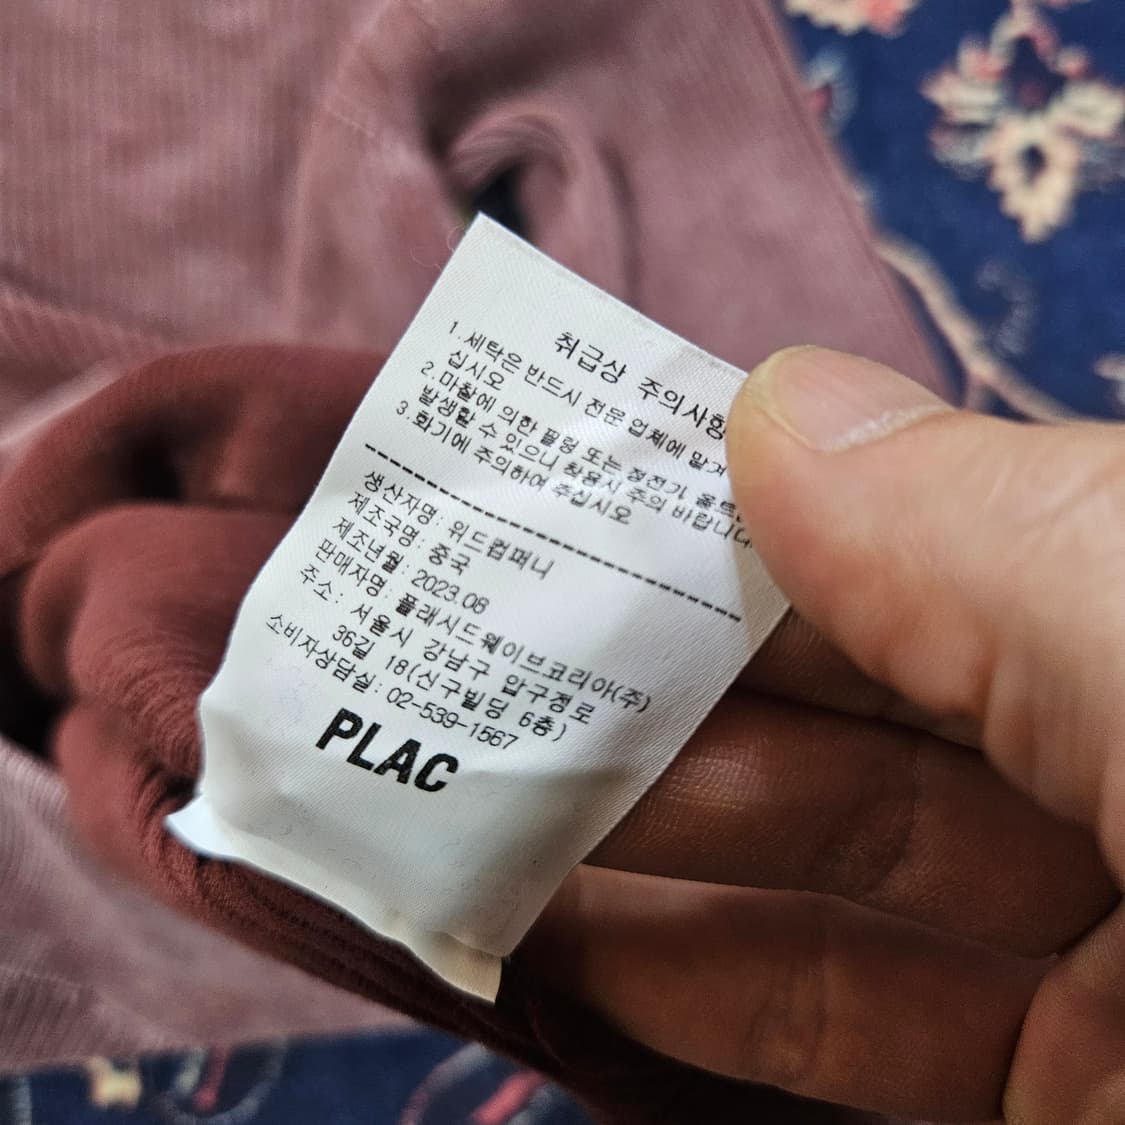 취급상 주의사항
1.세탁은 반드시 전문 업체에 맡겨
십시오
2.마찰에 의한 필링 또는 정전기, 올트
발생할 수 있으니 착용시 주의 바랍니다
3.화기에 주의하여 주십시오
생산자명: 위드컴퍼니
제조국명: 중국
제조년월: 2023.08
판매자명: 플래시드웨이브코리아(주)
주소: 서울시 강남구 압구정로
36길 18(신구빌딩 6층)
소비자상담실: 02-539-1567
PLAC